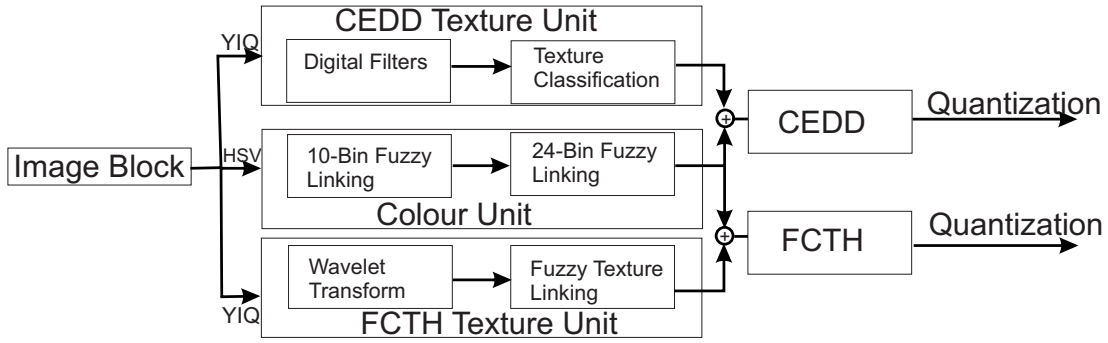 CEDD Texture Unit
YIQ
Digital Filters
Texture
Classification
Quantization
CEDD
Image Block
HSV
10-Bin Fuzzy
Linking
24-Bin Fuzzy
Linking
Colour Unit
Quantization
FCTH
Wavelet
Transform
Fuzzy Texture
Linking
YIQ
FCTH Texture Unit